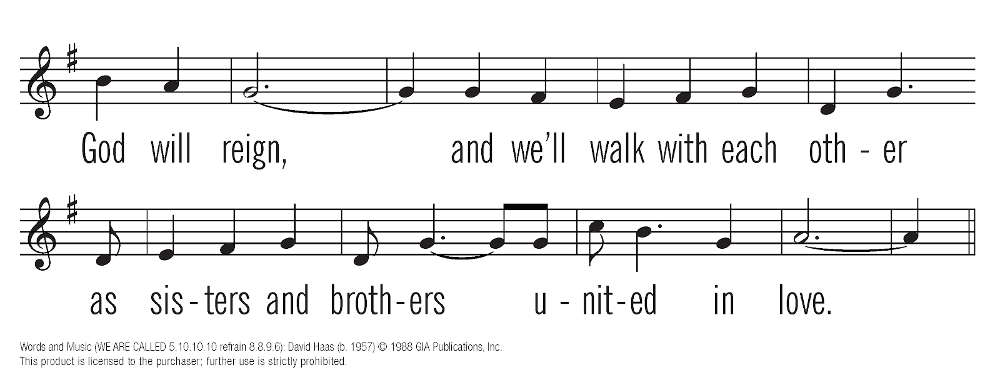 God will reign, and we'll walk with each oth - er
as sis - ters and broth - ers u - nit - ed in love.
Words and Music (WE ARE CALLED 5.10.10.10 refrain 8.8.9.6): David Haas (b. 1957) © 1988 GIA Publications, Inc.
This product is licensed to the purchaser; further use is strictly prohibited.